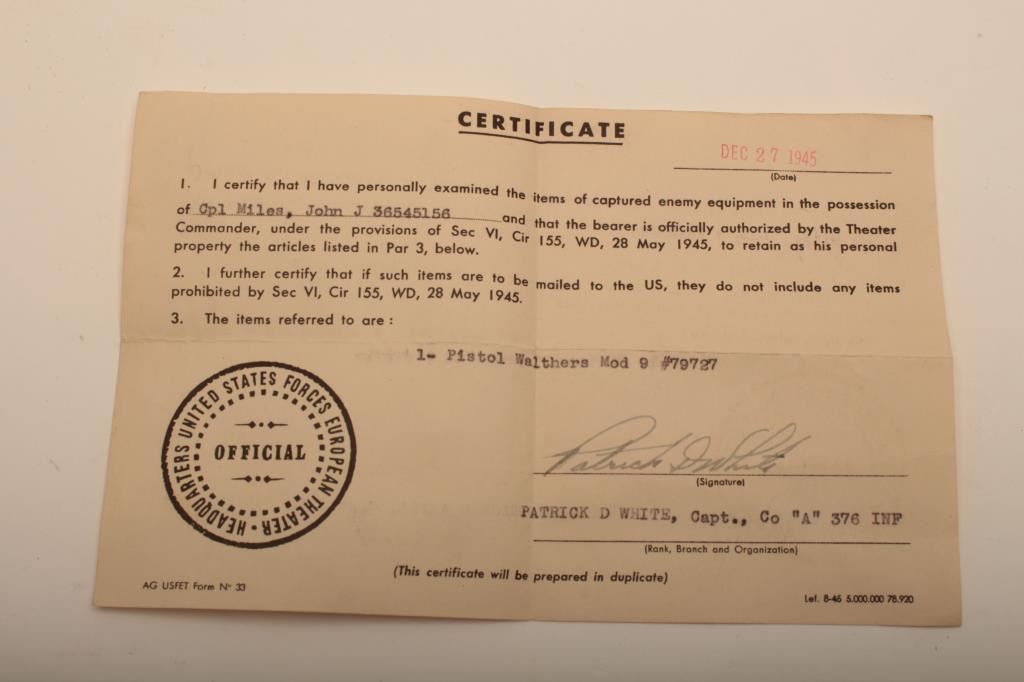 CERTIFICATE
DEC 27 1945
(Date)
1. I certify that I have personally examined the items of captured enemy equipment in the possession
of Cpl Miles, John J 36545156 and that the bearer is officially authorized by the Theater
Commander, under the provisions of Sec VI, Cir 155, WD, 28 May 1945, to retain as his personal
property the articles listed in Par 3, below.
2. I further certify that if such items are to be mailed to the US, they do not include any items
prohibited by Sec VI, Cir 155, WD, 28 May 1945.
3. The items referred to are :
1- Pistol Walthers Mod 9 #79727
HEADQUARTERS UNITED STATES FORCES EUROPEAN THEATER
OFFICIAL
Patrick D White
(Signature)
PATRICK D WHITE, Capt., Co "A" 376 INF
(Rank, Branch and Organization)
(This certificate will be prepared in duplicate)
AG USFET Form No 33
Lef. 8-45 5.000.000 78.920